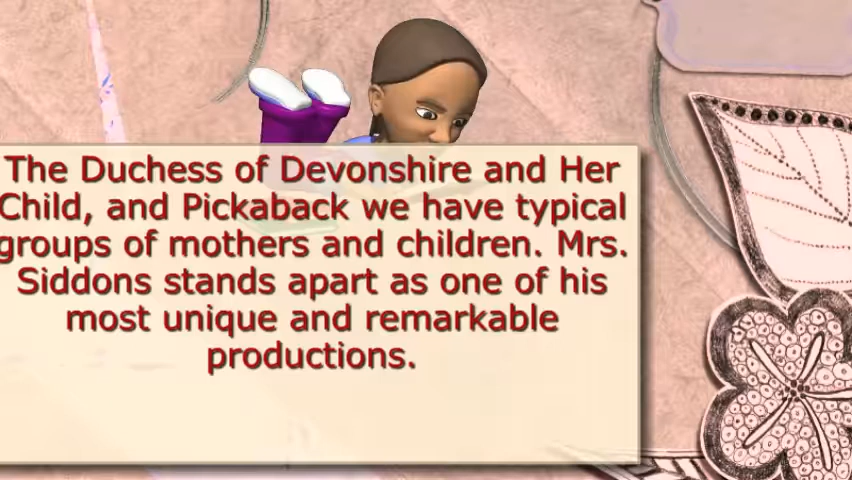 The Duchess of Devonshire and Her
Child, and Pickaback we have typical
groups of mothers and children. Mrs.
Siddons stands apart as one of his
most unique and remarkable
productions.